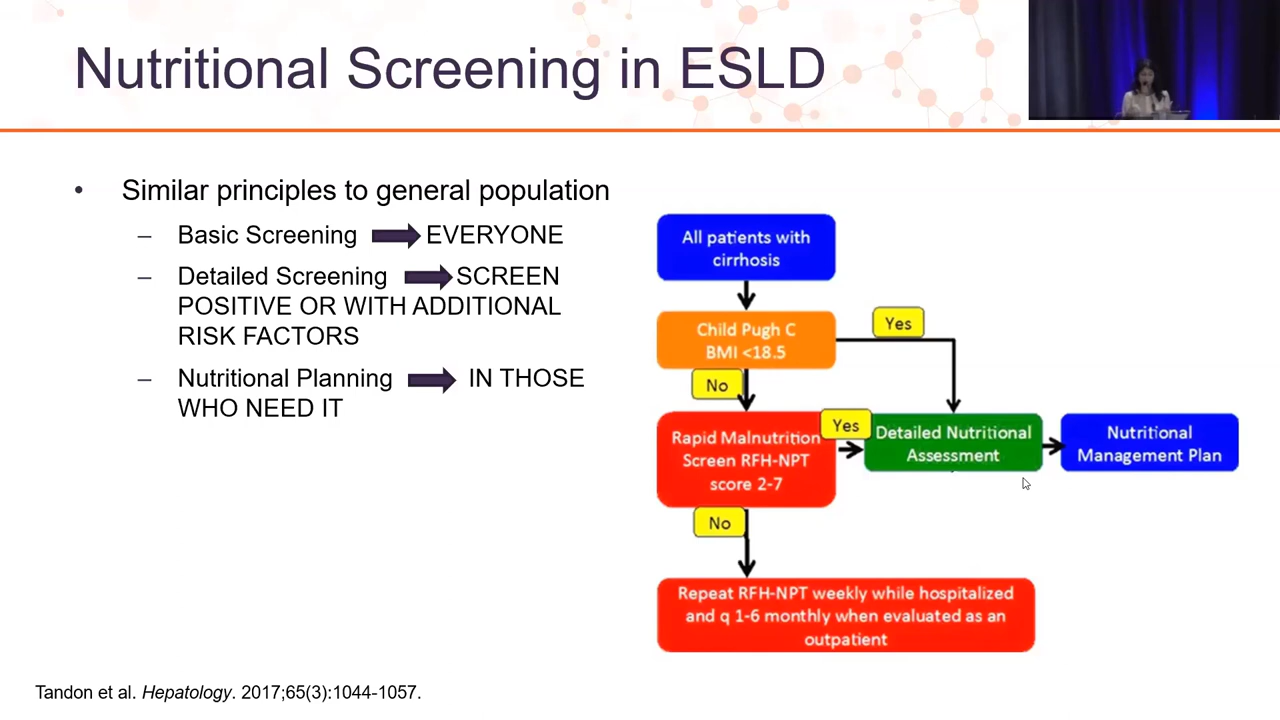 Nutritional Screening in ESLD
• Similar principles to general population
– Basic Screening EVERYONE
– Detailed Screening SCREEN
POSITIVE OR WITH ADDITIONAL
RISK FACTORS
– Nutritional Planning IN THOSE
WHO NEED IT
All patients with
cirrhosis
Child Pugh C
BMI <18.5
Yes
No
Rapid Malnutrition
Screen RFH-NPT
score 2-7
Yes
Detailed Nutritional
Assessment
Nutritional
Management Plan
No
Repeat RFH-NPT weekly while hospitalized
and q 1-6 monthly when evaluated as an
outpatient
Tandon et al. Hepatology. 2017;65(3):1044-1057.